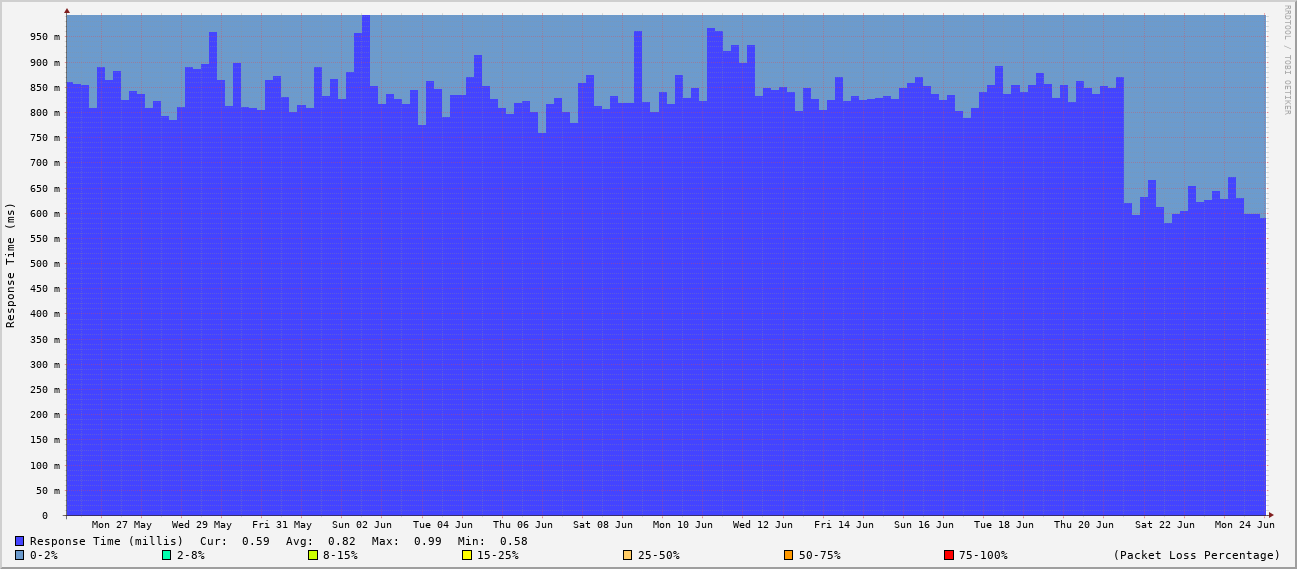 RRDTOOL / TOBI OETIKER
Response Time (ms)
950 m
900 m
850 m
800 m
750 m
700 m
650 m
600 m
550 m
500 m
450 m
400 m
350 m
300 m
250 m
200 m
150 m
100 m
50 m
0
Mon 27 May Wed 29 May Fri 31 May Sun 02 Jun Tue 04 Jun Thu 06 Jun Sat 08 Jun Mon 10 Jun Wed 12 Jun Fri 14 Jun Sun 16 Jun Tue 18 Jun Thu 20 Jun Sat 22 Jun Mon 24 Jun
Response Time (millis) Cur: 0.59 Avg: 0.82 Max: 0.99 Min: 0.58
0-2% 2-8% 8-15% 15-25% 25-50% 50-75% 75-100% (Packet Loss Percentage)